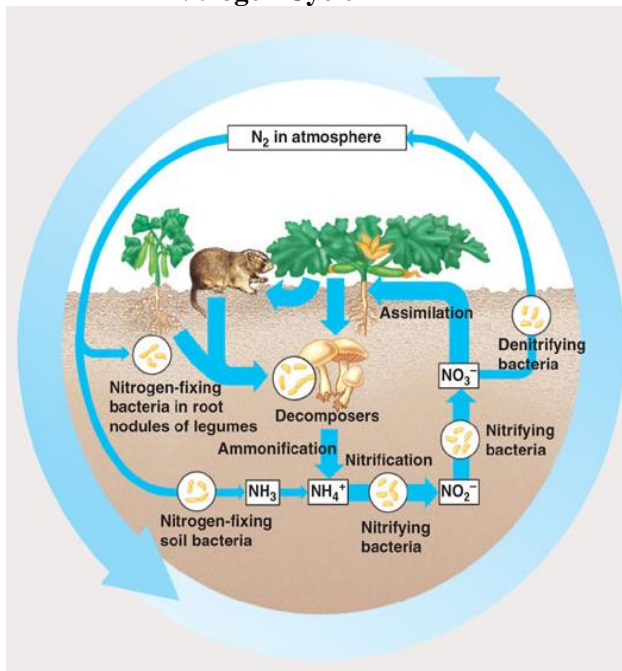 N₂ in atmosphere
Assimilation
Denitrifying
bacteria
Nitrogen-fixing
bacteria in root
nodules of legumes
Decomposers
NO₃⁻
Ammonification
Nitrification
Nitrifying
bacteria
NH₃
NH₄⁺
NO₂⁻
Nitrogen-fixing
soil bacteria
Nitrifying
bacteria